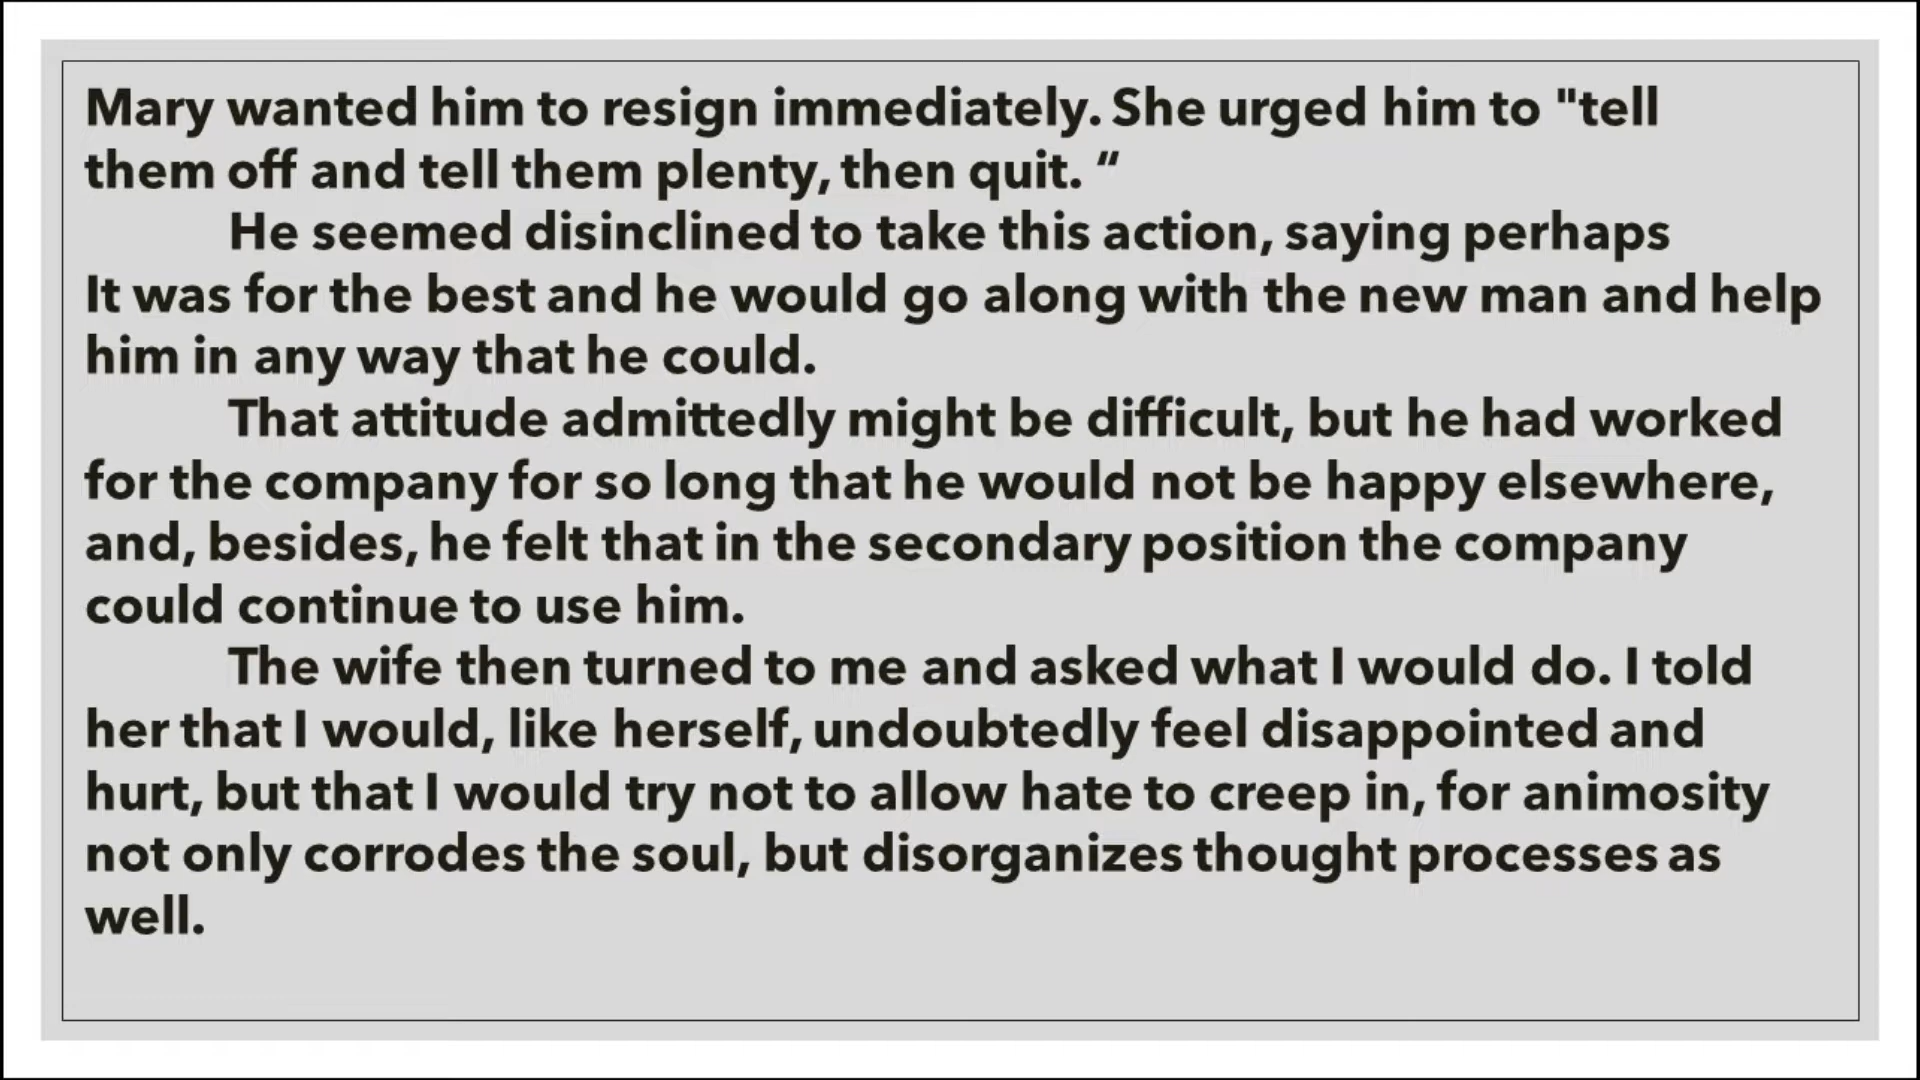 Mary wanted him to resign immediately. She urged him to "tell
them off and tell them plenty, then quit. “
He seemed disinclined to take this action, saying perhaps
It was for the best and he would go along with the new man and help
him in any way that he could.
That attitude admittedly might be difficult, but he had worked
for the company for so long that he would not be happy elsewhere,
and, besides, he felt that in the secondary position the company
could continue to use him.
The wife then turned to me and asked what I would do. I told
her that I would, like herself, undoubtedly feel disappointed and
hurt, but that I would try not to allow hate to creep in, for animosity
not only corrodes the soul, but disorganizes thought processes as
well.